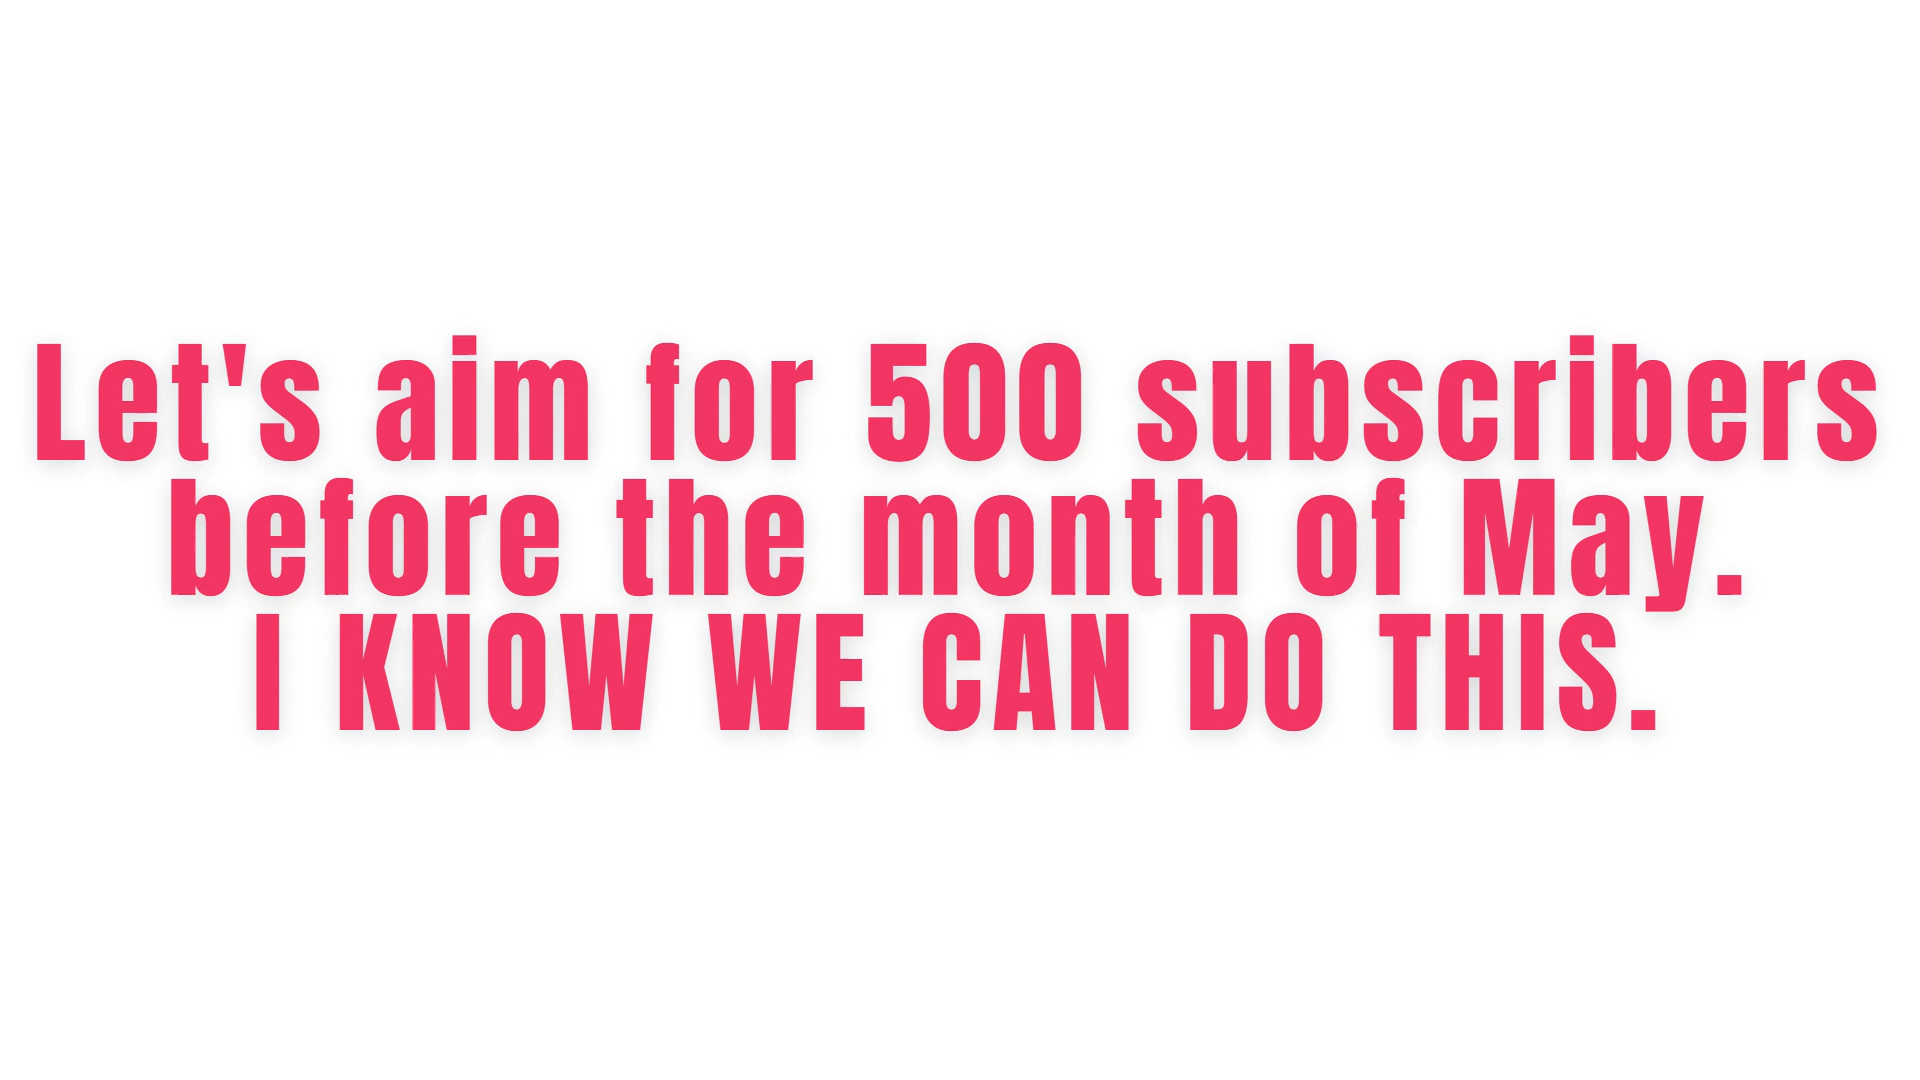 Let's aim for 500 subscribers
before the month of May.
I KNOW WE CAN DO THIS.